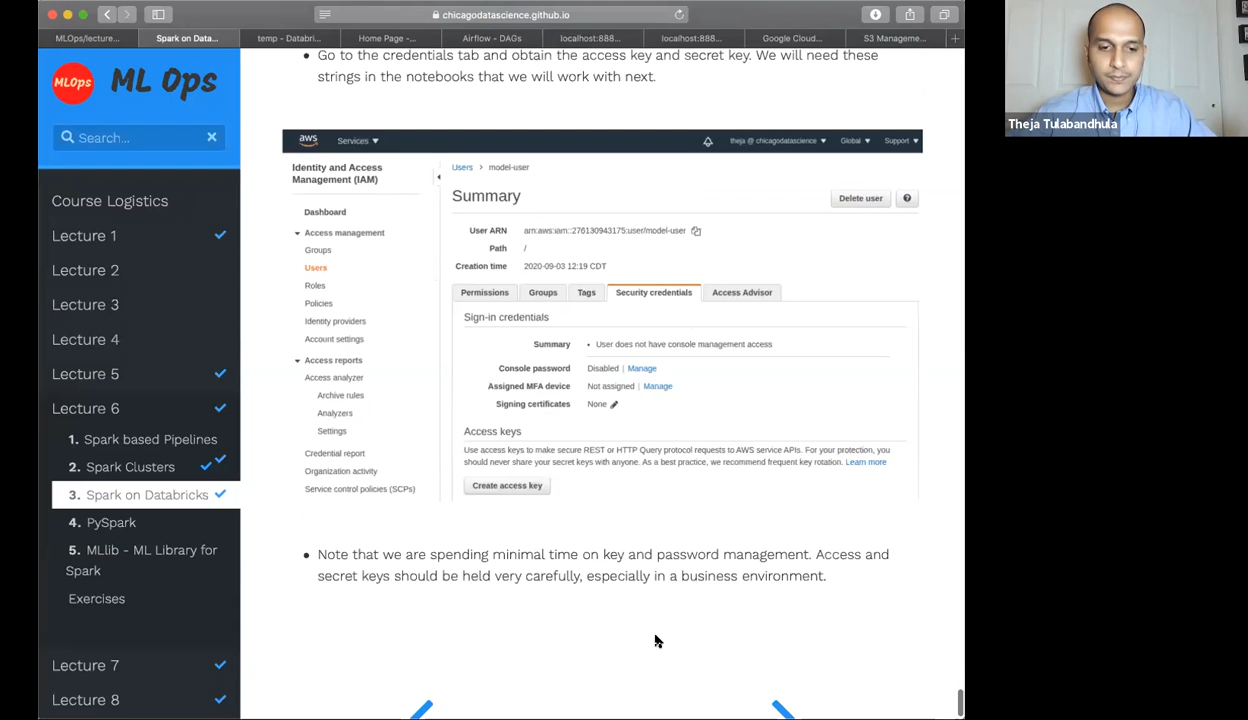 chicagodatascience.github.io
MLOps/lecture...
Spark on Data...
temp - Databri...
Home Page -...
Airflow - DAGs
localhost:888...
localhost:888...
Google Cloud...
S3 Manageme...
MLOps
ML Ops
Search...
Course Logistics
Lecture 1
Lecture 2
Lecture 3
Lecture 4
Lecture 5
Lecture 6
1. Spark based Pipelines
2. Spark Clusters
3. Spark on Databricks
4. PySpark
5. MLlib - ML Library for
Spark
Exercises
Lecture 7
Lecture 8
Go to the credentials tab and obtain the access key and secret key. We will need these
strings in the notebooks that we will work with next.
aws
Services
theja @ chicagodatascience
Global
Support
Identity and Access
Management (IAM)
Dashboard
Access management
Groups
Users
Roles
Policies
Identity providers
Account settings
Access reports
Access analyzer
Archive rules
Analyzers
Settings
Credential report
Organization activity
Service control policies (SCPs)
Users > model-user
Summary
Delete user
User ARN arn:aws:iam::276130943175:user/model-user
Path /
Creation time 2020-09-03 12:19 CDT
Permissions
Groups
Tags
Security credentials
Access Advisor
Sign-in credentials
Summary • User does not have console management access
Console password Disabled | Manage
Assigned MFA device Not assigned | Manage
Signing certificates None
Access keys
Use access keys to make secure REST or HTTP Query protocol requests to AWS service APIs. For your protection, you
should never share your secret keys with anyone. As a best practice, we recommend frequent key rotation. Learn more
Create access key
Note that we are spending minimal time on key and password management. Access and
secret keys should be held very carefully, especially in a business environment.
Theja Tulabandhula